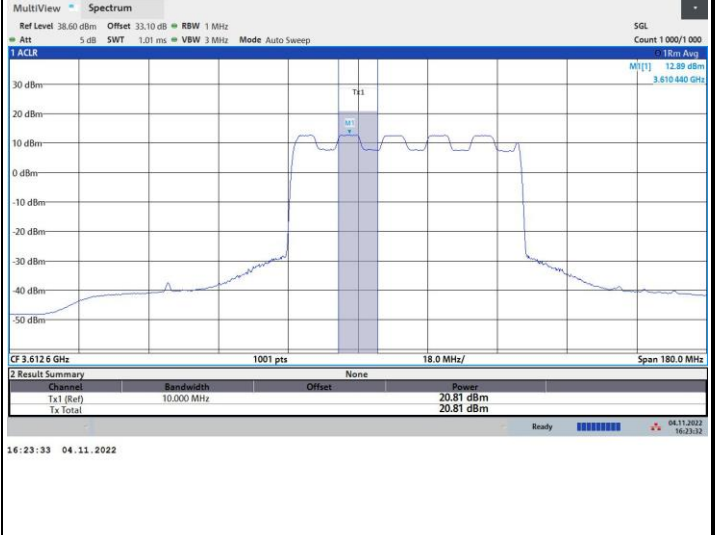 MultiView Spectrum
Ref Level 38.60 dBm Offset 33.10 dB RBW 1 MHz SGL
Att 5 dB SWT 1.01 ms VBW 3 MHz Mode Auto Sweep Count 1 000/1 000
1 ACLR 1Rm Avg
M1[1] 12.89 dBm
3.610 440 GHz
30 dBm
Tx1
20 dBm
M1
10 dBm
0 dBm
-10 dBm
-20 dBm
-30 dBm
-40 dBm
-50 dBm
CF 3.612 6 GHz 1001 pts 18.0 MHz/ Span 180.0 MHz
2 Result Summary None
Channel Bandwidth Offset Power
Tx1 (Ref) 10.000 MHz 20.81 dBm
Tx Total 20.81 dBm
Ready 04.11.2022
16:23:32
16:23:33 04.11.2022